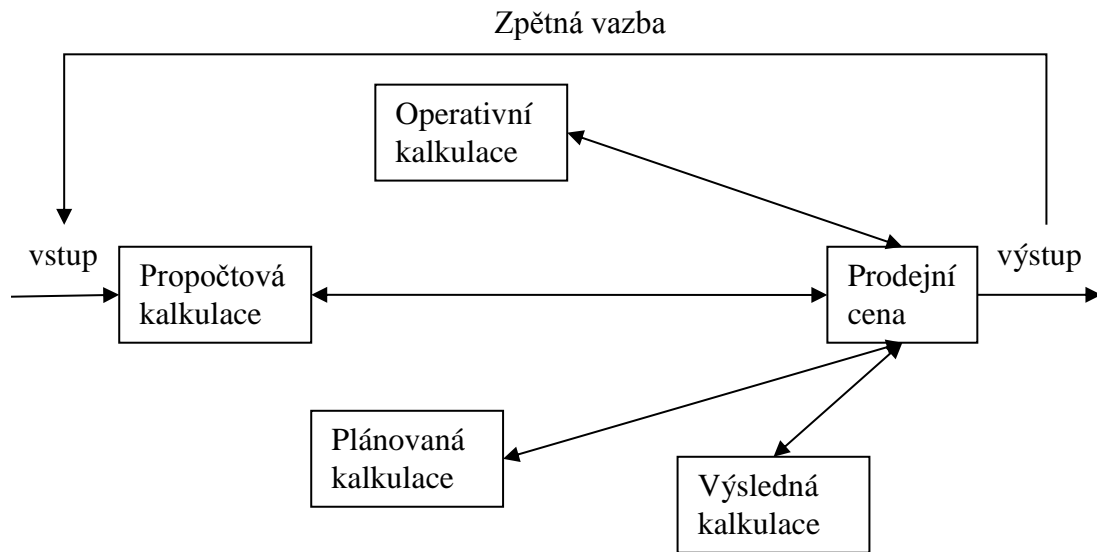 Zpětná vazba
Operativní
kalkulace
vstup
Propočtová
kalkulace
Prodejní
cena
výstup
Plánovaná
kalkulace
Výsledná
kalkulace